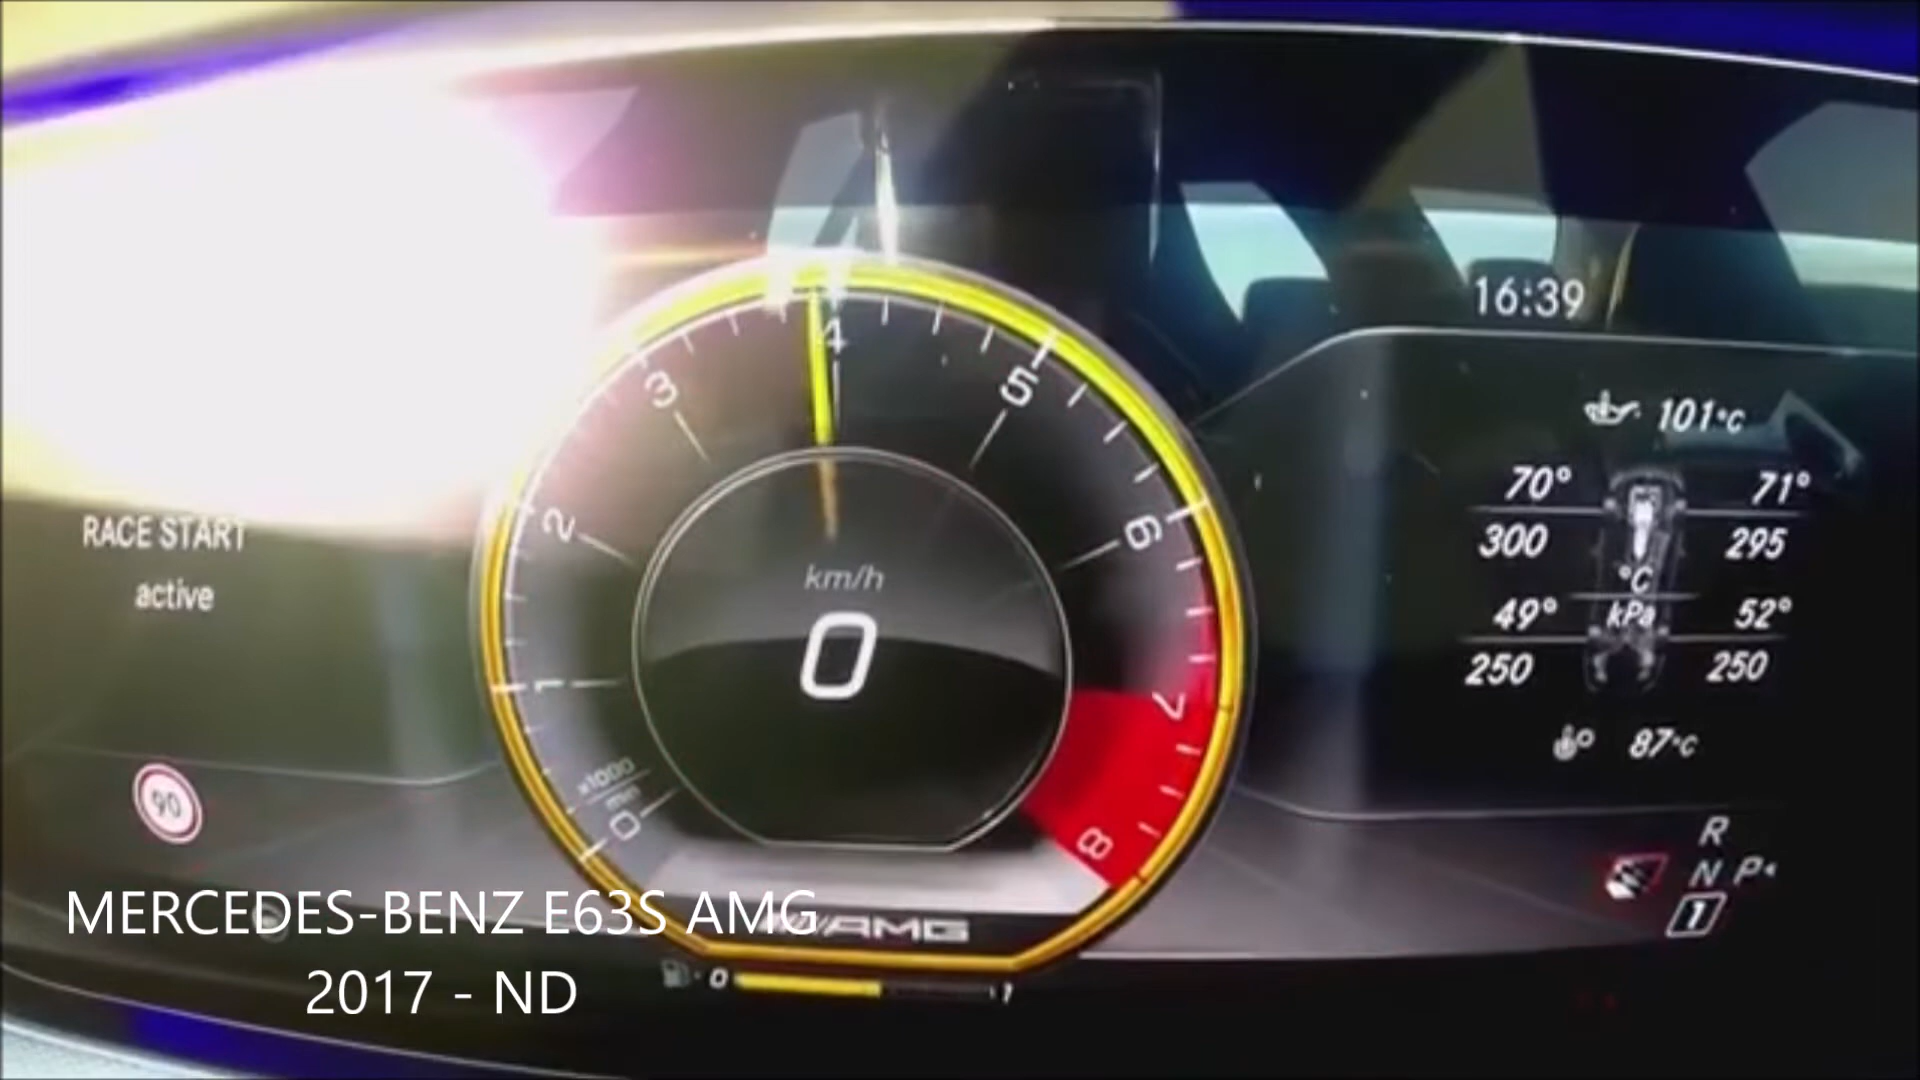 16:39
101°C
70° 71°
300 295
°C
49° kPa 52°
250 250
87°C
RACE START
active
90
0 1 2 3 4 5 6 7 8
x1000
min
km/h
0
AMG
0 1
R
N P
1
MERCEDES-BENZ E63S AMG
2017 - ND